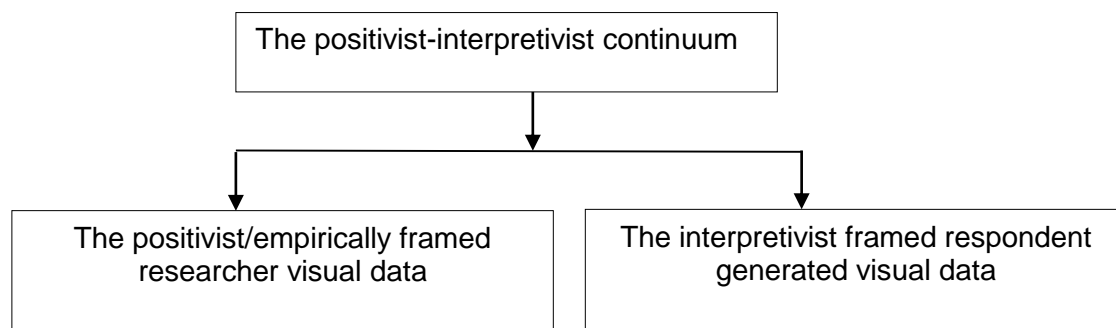 The positivist-interpretivist continuum
The positivist/empirically framed
researcher visual data
The interpretivist framed respondent
generated visual data